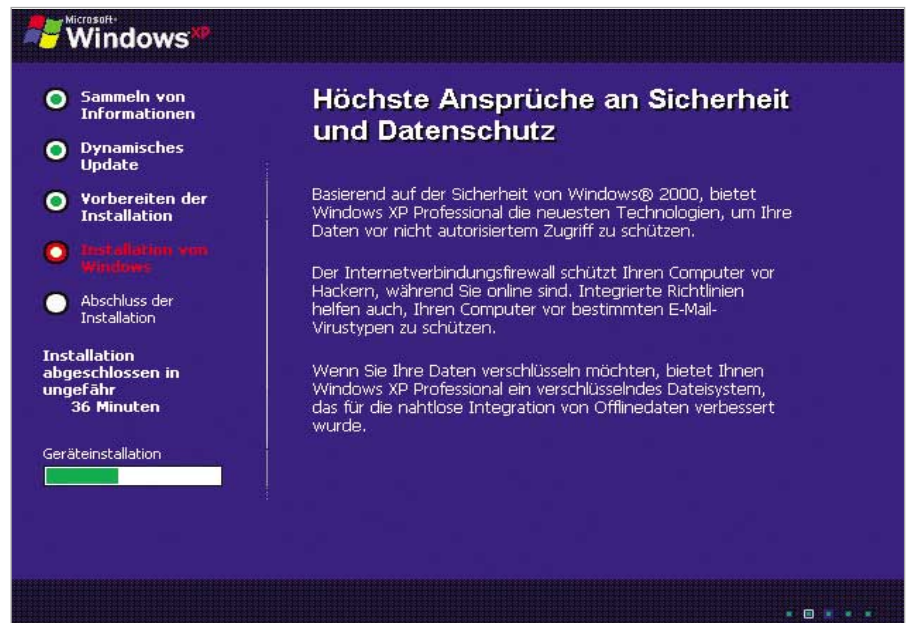 Microsoft®
Windows XP
Sammeln von
Informationen
Dynamisches
Update
Vorbereiten der
Installation
Installation von
Windows
Abschluss der
Installation
Installation
abgeschlossen in
ungefähr
36 Minuten
Geräteinstallation
Höchste Ansprüche an Sicherheit
und Datenschutz
Basierend auf der Sicherheit von Windows® 2000, bietet
Windows XP Professional die neuesten Technologien, um Ihre
Daten vor nicht autorisiertem Zugriff zu schützen.
Der Internetverbindungsfirewall schützt Ihren Computer vor
Hackern, während Sie online sind. Integrierte Richtlinien
helfen auch, Ihren Computer vor bestimmten E-Mail-
Virustypen zu schützen.
Wenn Sie Ihre Daten verschlüsseln möchten, bietet Ihnen
Windows XP Professional ein verschlüsselndes Dateisystem,
das für die nahtlose Integration von Offlinedaten verbessert
wurde.